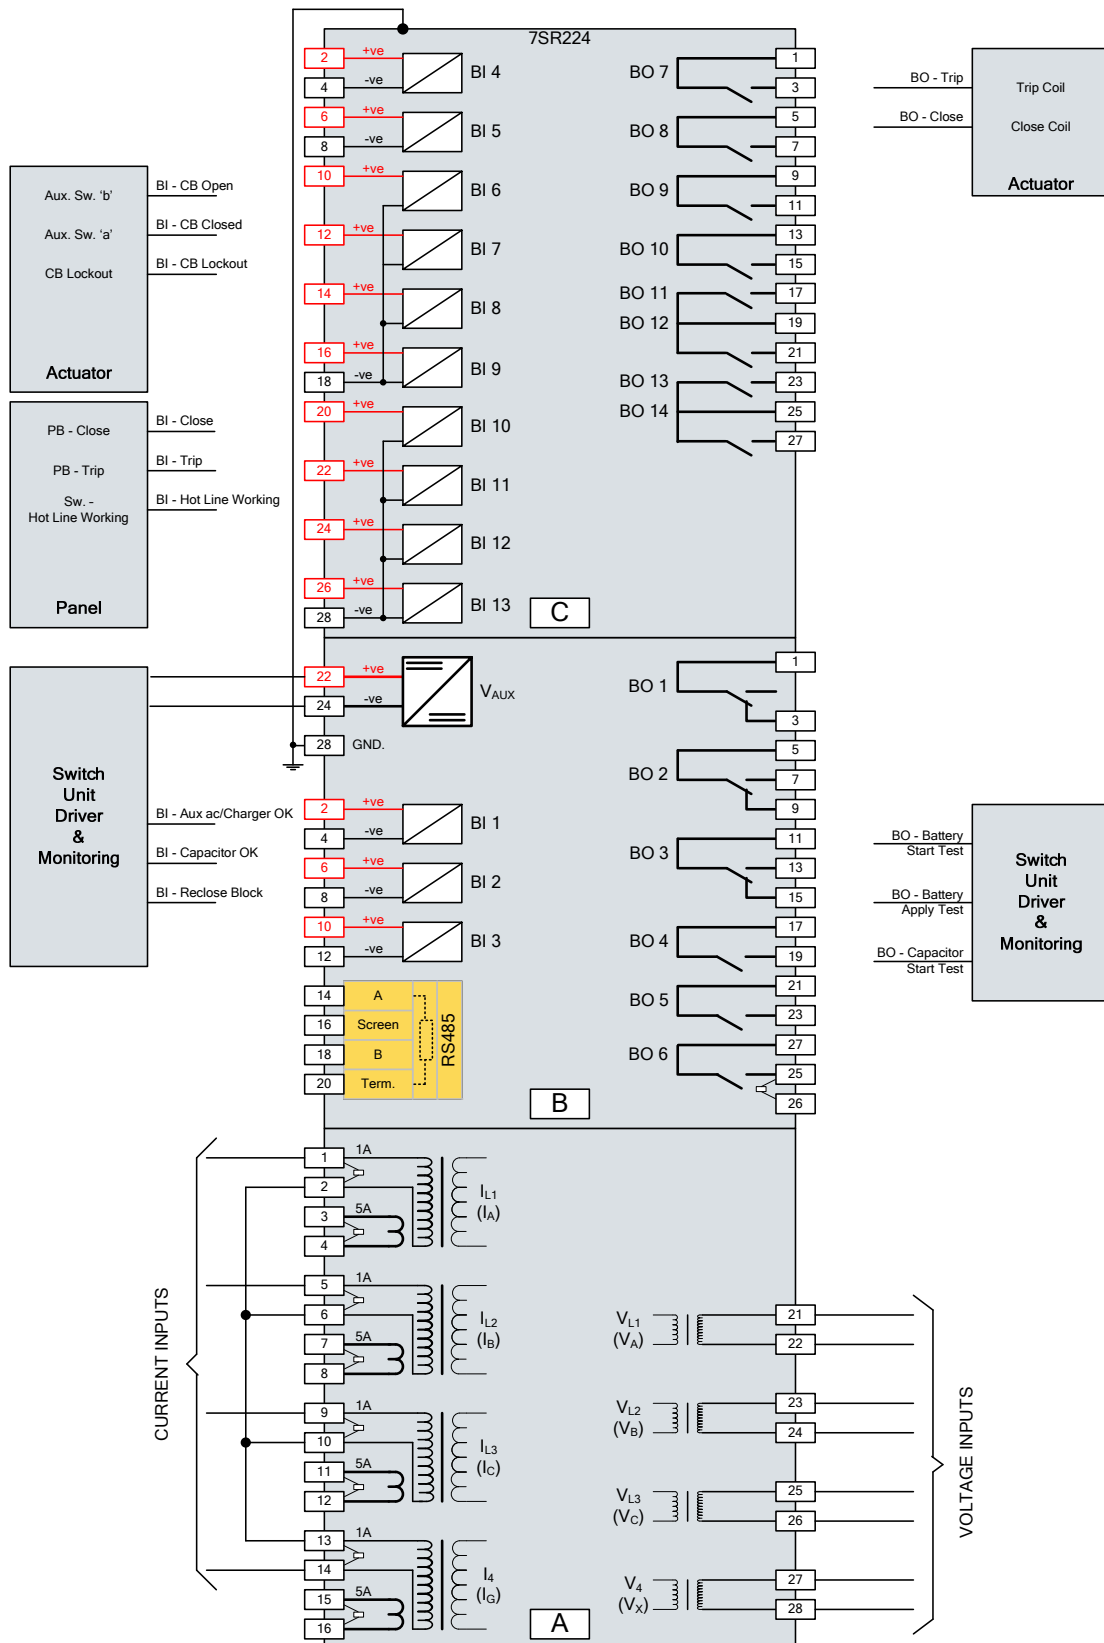 7SR224
2 +ve
4 -ve
BI 4
6 +ve
8 -ve
BI 5
10 +ve
BI 6
12 +ve
BI 7
14 +ve
BI 8
16 +ve
18 -ve
BI 9
20 +ve
BI 10
22 +ve
BI 11
24 +ve
BI 12
26 +ve
28 -ve
BI 13
BO 7
1
3
BO 8
5
7
BO 9
9
11
BO 10
13
15
BO 11
17
BO 12
19
21
BO 13
23
BO 14
25
27
C
BO - Trip
Trip Coil
BO - Close
Close Coil
Actuator
Aux. Sw. 'b'
BI - CB Open
Aux. Sw. 'a'
BI - CB Closed
CB Lockout
BI - CB Lockout
Actuator
PB - Close
BI - Close
PB - Trip
BI - Trip
Sw. -
Hot Line Working
BI - Hot Line Working
Panel
22 +ve
24 -ve
VAUX
28 GND.
Switch
Unit
Driver
&
Monitoring
BI - Aux ac/Charger OK
BI - Capacitor OK
BI - Reclose Block
2 +ve
4 -ve
BI 1
6 +ve
8 -ve
BI 2
10 +ve
12 -ve
BI 3
14 A
16 Screen
18 B
20 Term.
RS485
BO 1
1
3
BO 2
5
7
9
BO 3
11
13
15
BO 4
17
19
BO 5
21
23
BO 6
27
25
26
B
BO - Battery
Start Test
BO - Battery
Apply Test
BO - Capacitor
Start Test
Switch
Unit
Driver
&
Monitoring
CURRENT INPUTS
1 1A
2
3 5A
4
IL1
(IA)
5 1A
6
7 5A
8
IL2
(IB)
9 1A
10
11 5A
12
IL3
(IC)
13 1A
14
15 5A
16
I4
(IG)
VL1
(VA)
21
22
VL2
(VB)
23
24
VL3
(VC)
25
26
V4
(VX)
27
28
VOLTAGE INPUTS
A